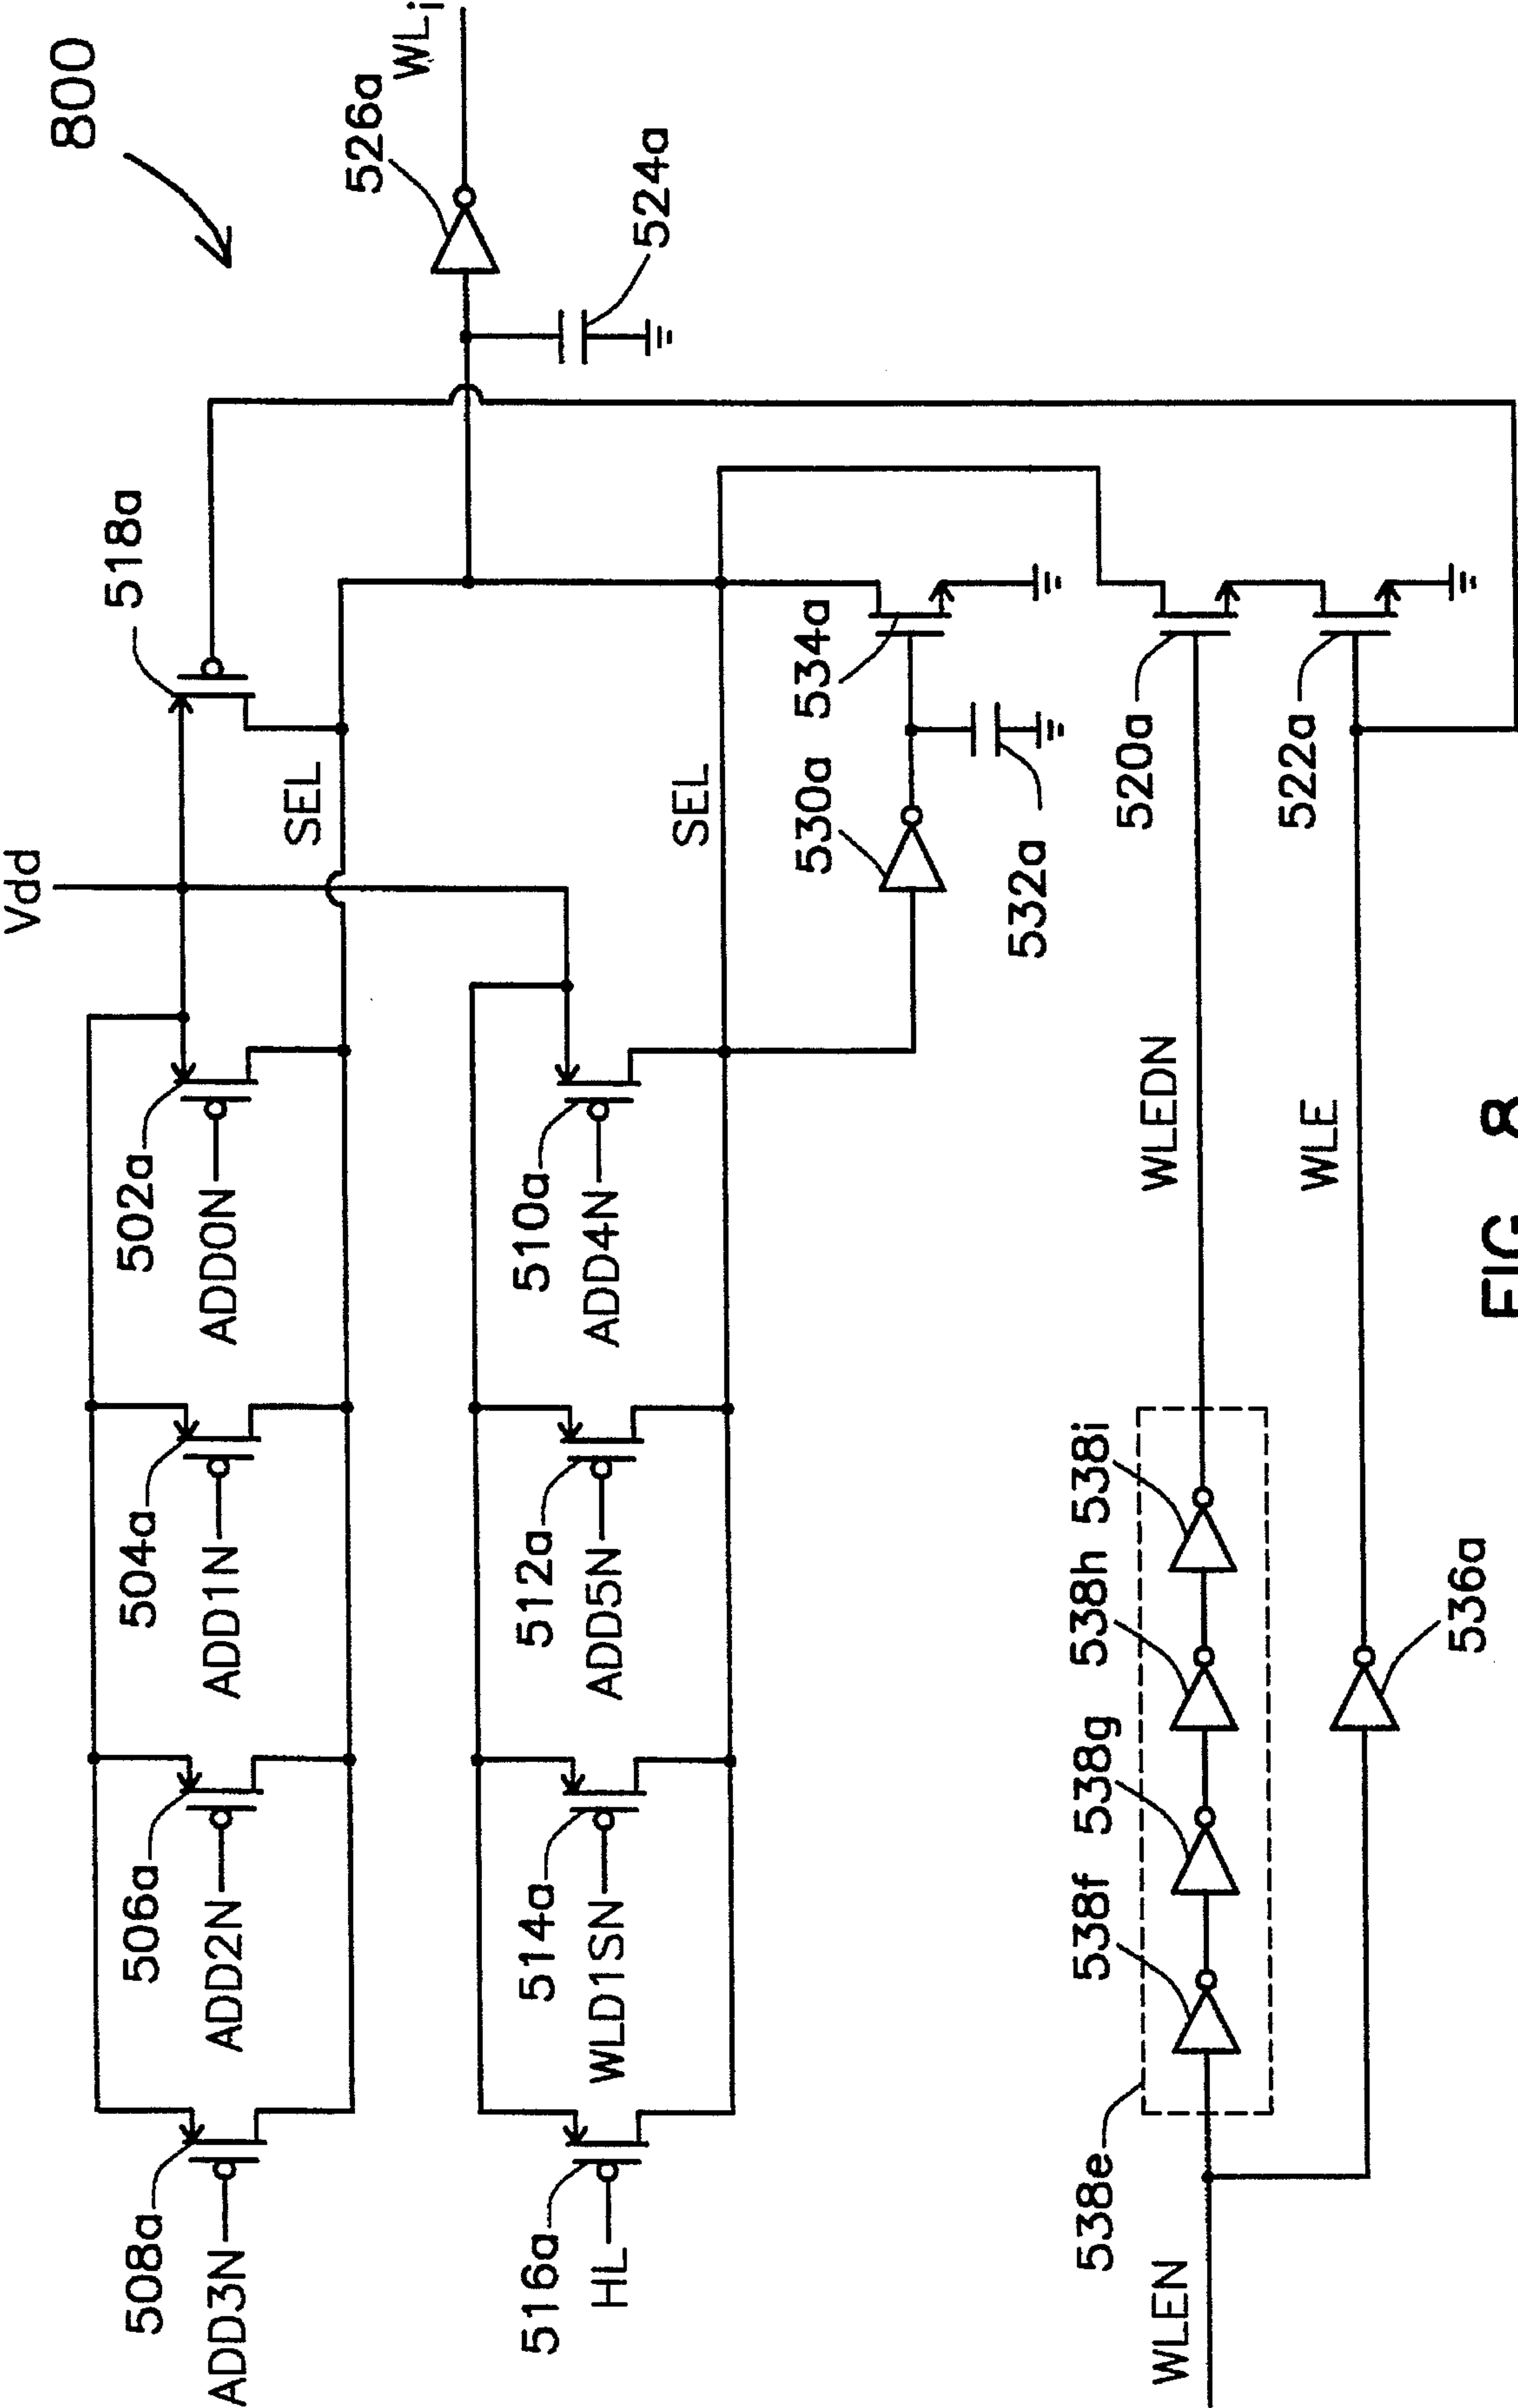 800
Vdd
518a
526a
WLi
524a
SEL
508a
506a
504a
502a
ADD3N
ADD2N
ADD1N
ADD0N
SEL
516a
514a
512a
510a
HL
WLD1SN
ADD5N
ADD4N
530a
534a
532a
538e
538f
538g
538h
538i
WLEDN
520a
WLEN
WLE
522a
536a
FIG. 8